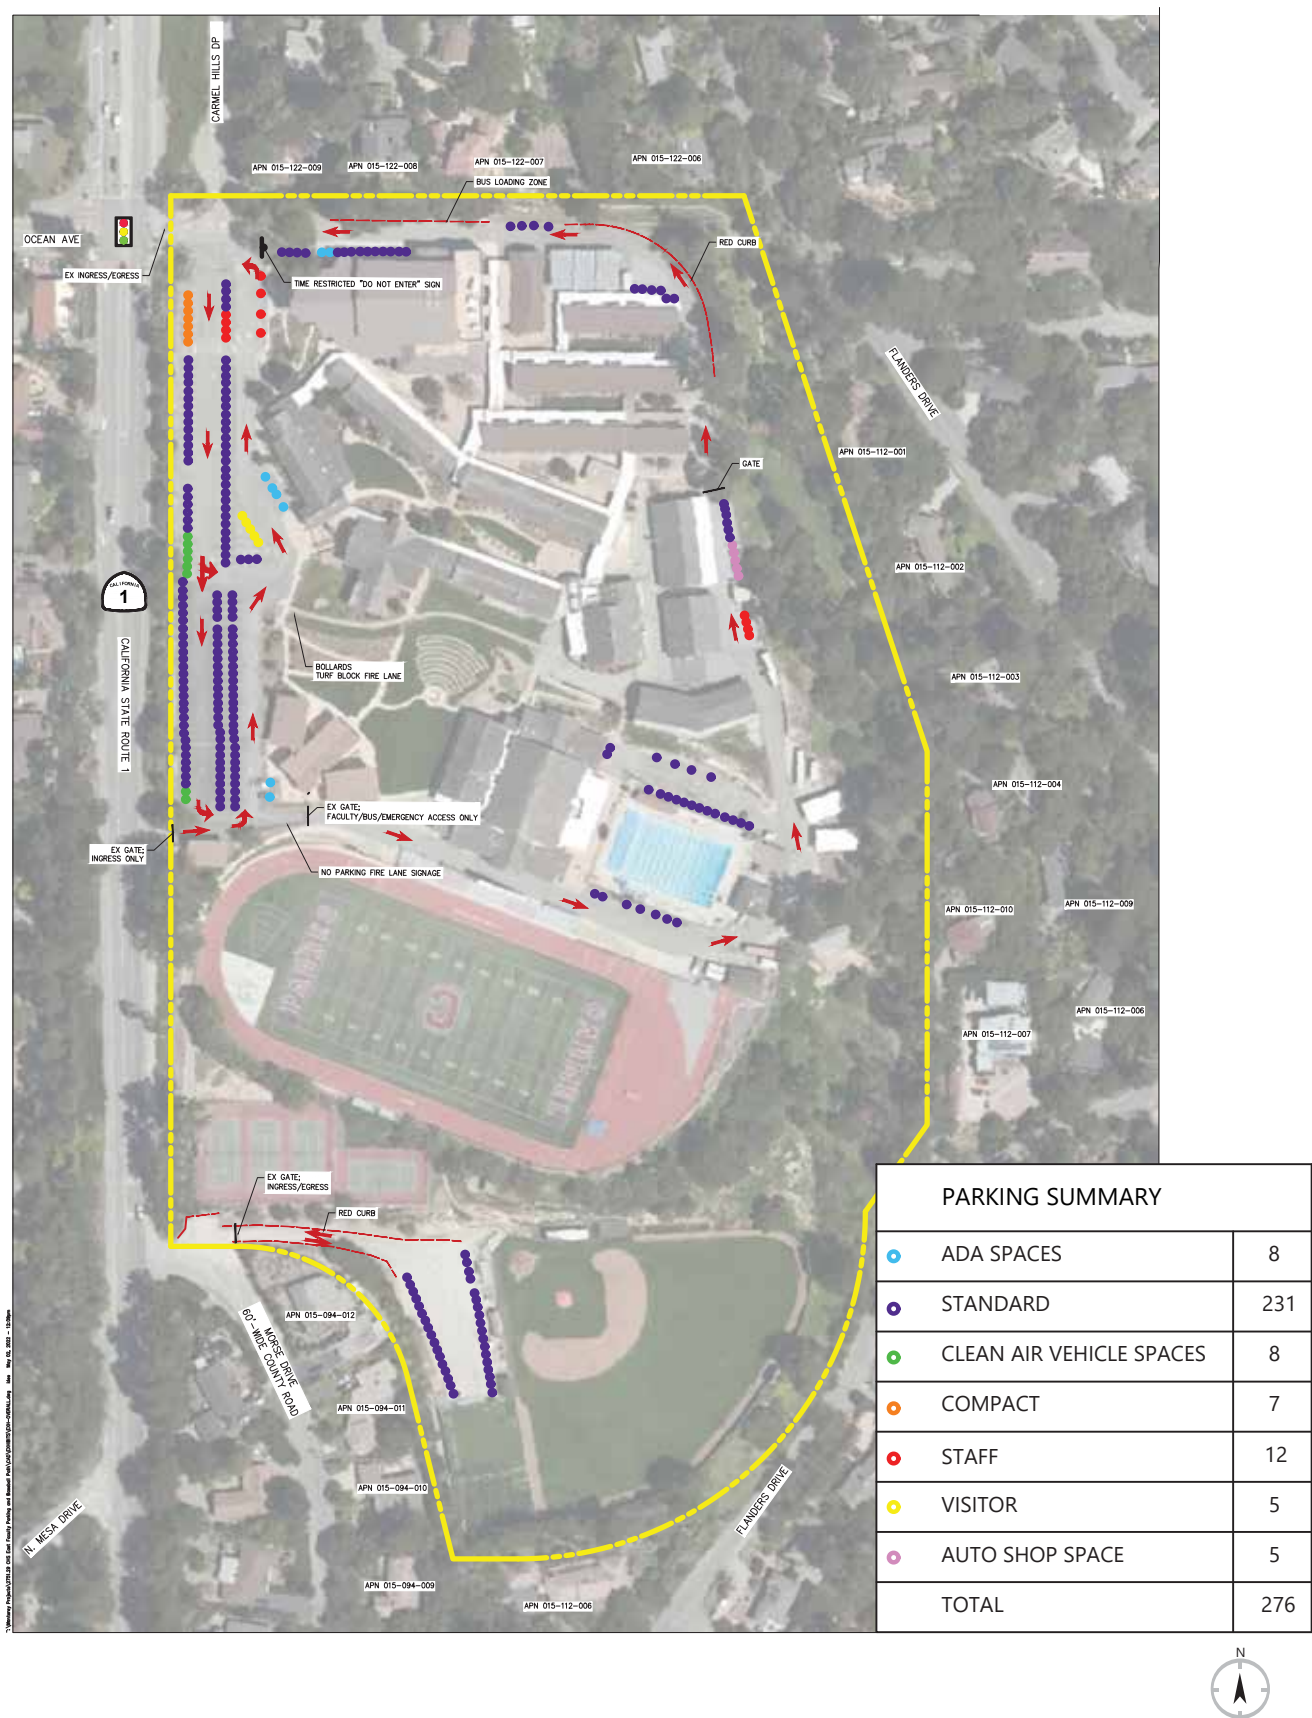 CARMEL HILLS DP
APN 015-122-009
APN 015-122-008
APN 015-122-007
APN 015-122-006
BUS LOADING ZONE
OCEAN AVE
RED CURB
EX INGRESS/EGRESS
TIME RESTRICTED "DO NOT ENTER" SIGN
FLANDERS DRIVE
APN 015-112-001
GATE
APN 015-112-002
CALIFORNIA
1
CALIFORNIA STATE ROUTE 1
BOLLARDS
TURF BLOCK FIRE LANE
APN 015-112-003
APN 015-112-004
EX GATE;
FACULTY/BUS/EMERGENCY ACCESS ONLY
EX GATE;
INGRESS ONLY
NO PARKING FIRE LANE SIGNAGE
APN 015-112-010
APN 015-112-009
APN 015-112-006
APN 015-112-007
PADRES
C
EX GATE;
INGRESS/EGRESS
RED CURB
APN 015-094-012
MORSE DRIVE
60'-WIDE COUNTY ROAD
APN 015-094-011
APN 015-094-010
N. MESA DRIVE
FLANDERS DRIVE
APN 015-094-009
APN 015-112-006
PARKING SUMMARY
ADA SPACES 8
STANDARD 231
CLEAN AIR VEHICLE SPACES 8
COMPACT 7
STAFF 12
VISITOR 5
AUTO SHOP SPACE 5
TOTAL 276
N